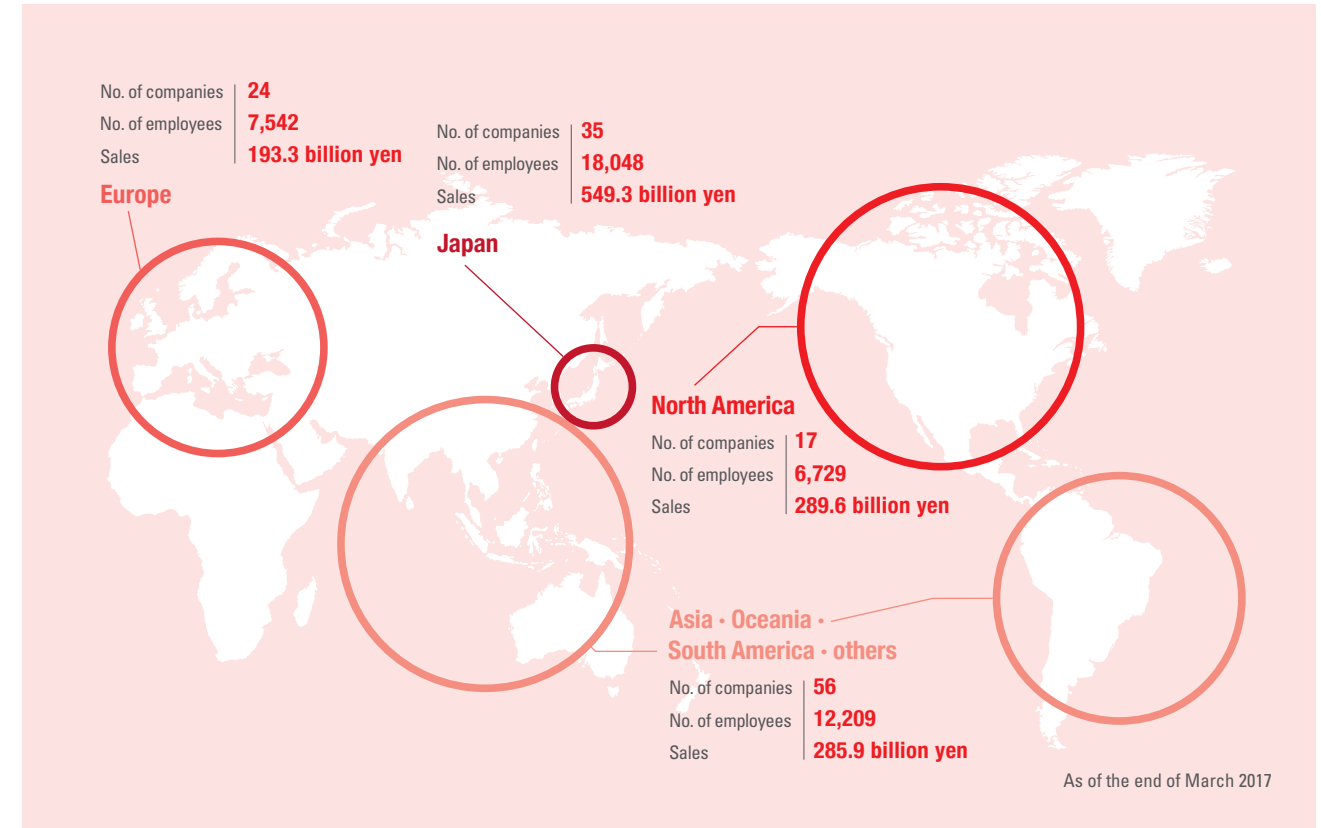 No. of companies 24
No. of employees 7,542
Sales 193.3 billion yen
Europe
No. of companies 35
No. of employees 18,048
Sales 549.3 billion yen
Japan
North America
No. of companies 17
No. of employees 6,729
Sales 289.6 billion yen
Asia • Oceania •
South America • others
No. of companies 56
No. of employees 12,209
Sales 285.9 billion yen
As of the end of March 2017